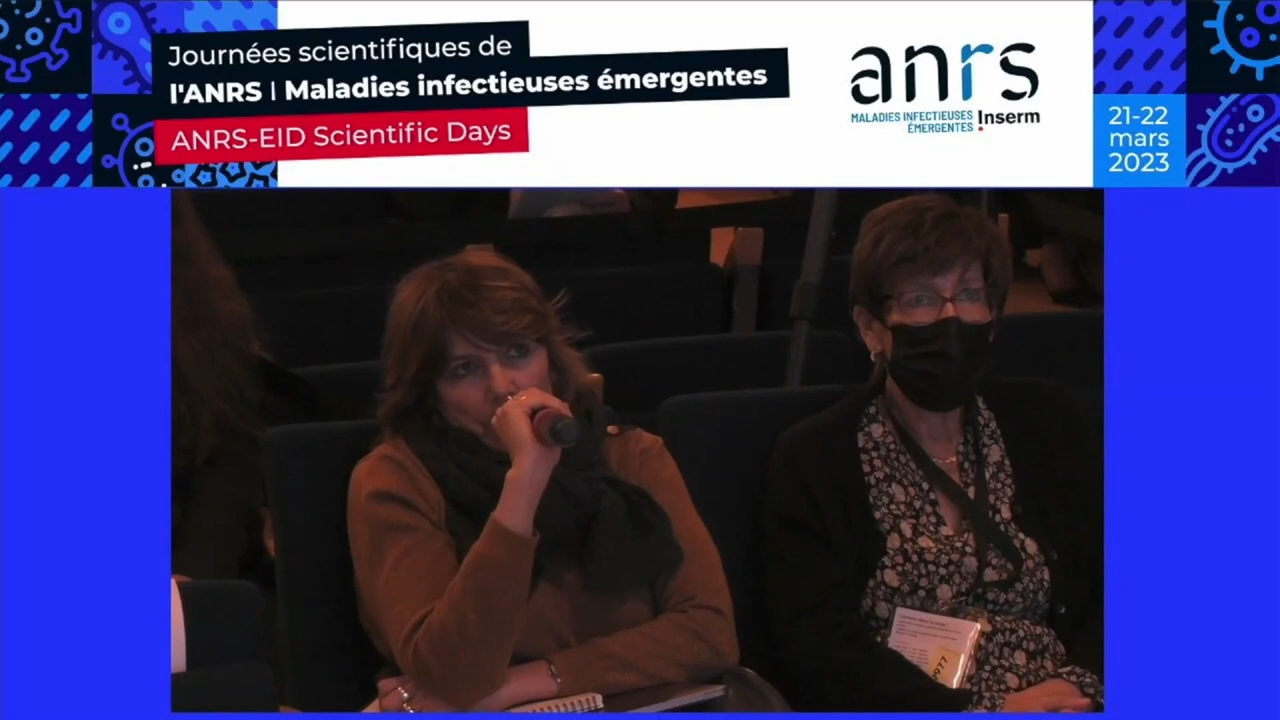 Journées scientifiques de
l'ANRS | Maladies infectieuses émergentes
ANRS-EID Scientific Days
anrs
MALADIES INFECTIEUSES
ÉMERGENTES Inserm
21-22
mars
2023